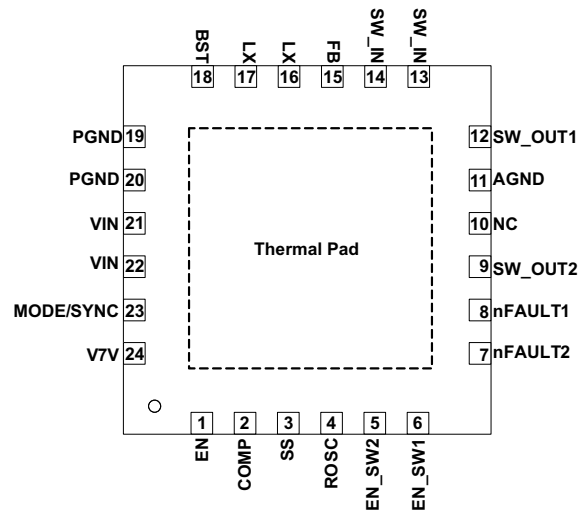 BST
LX
LX
FB
SW_IN
SW_IN
18
17
16
15
14
13
PGND 19
12 SW_OUT1
PGND 20
11 AGND
VIN 21
10 NC
Thermal Pad
VIN 22
9 SW_OUT2
MODE/SYNC 23
8 nFAULT1
V7V 24
7 nFAULT2
1
2
3
4
5
6
EN
COMP
SS
ROSC
EN_SW2
EN_SW1